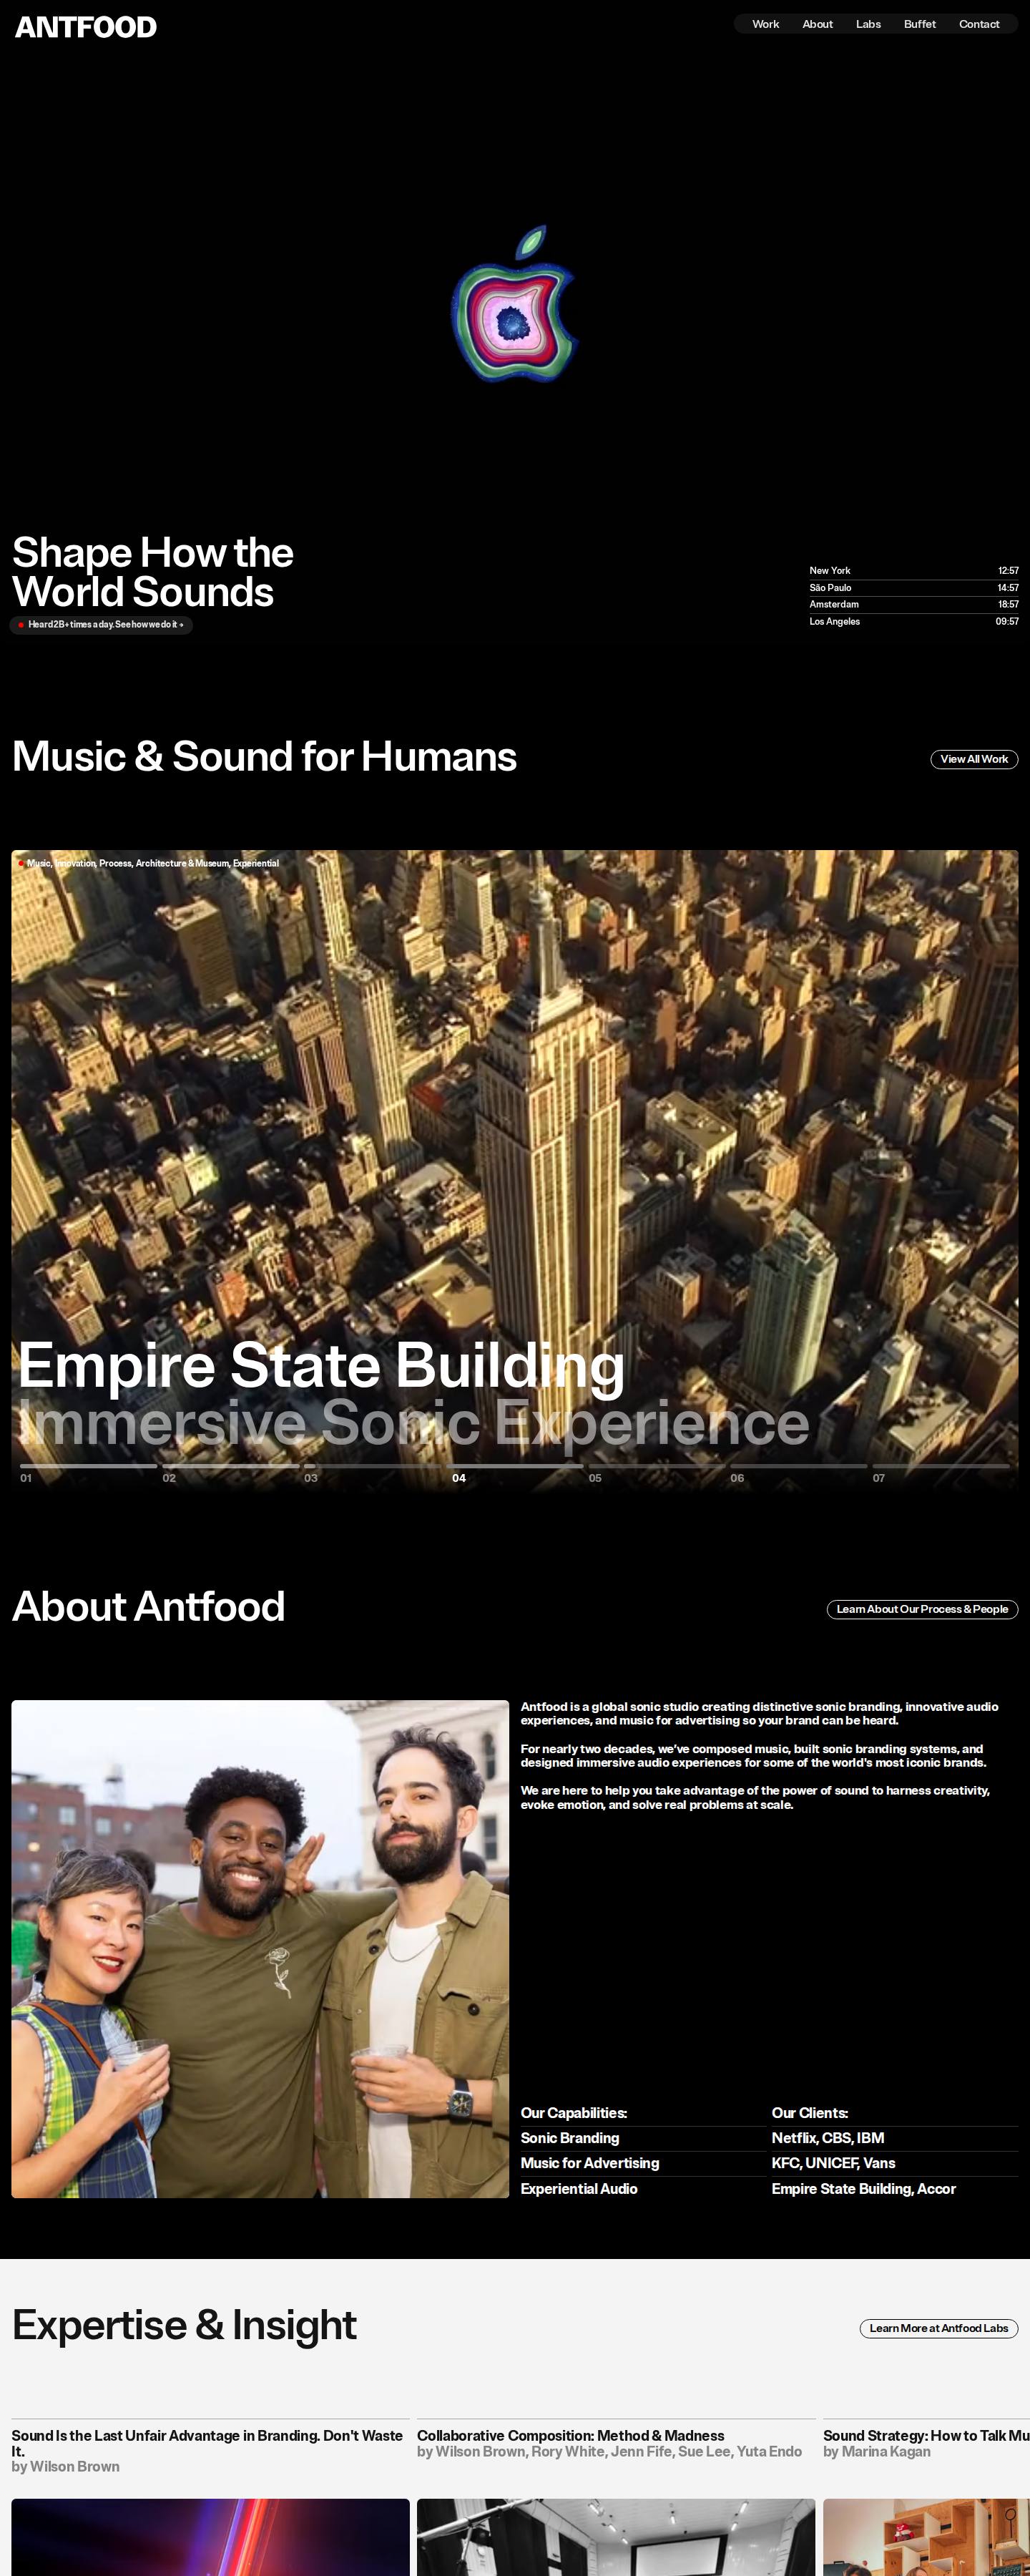 ANTFOOD
Work About Labs Buffet Contact
Shape How the
World Sounds
Heard 2B+ times a day. See how we do it →
New York 12:57
São Paulo 14:57
Amsterdam 18:57
Los Angeles 09:57
Music & Sound for Humans
View All Work
Music, Innovation, Process, Architecture & Museum, Experiential
Empire State Building
Immersive Sonic Experience
01 02 03 04 05 06 07
About Antfood
Learn About Our Process & People
Antfood is a global sonic studio creating distinctive sonic branding, innovative audio
experiences, and music for advertising so your brand can be heard.
For nearly two decades, we've composed music, built sonic branding systems, and
designed immersive audio experiences for some of the world's most iconic brands.
We are here to help you take advantage of the power of sound to harness creativity,
evoke emotion, and solve real problems at scale.
Our Capabilities: Our Clients:
Sonic Branding Netflix, CBS, IBM
Music for Advertising KFC, UNICEF, Vans
Experiential Audio Empire State Building, Accor
Expertise & Insight
Learn More at Antfood Labs
Sound Is the Last Unfair Advantage in Branding. Don't Waste
It.
by Wilson Brown
Collaborative Composition: Method & Madness
by Wilson Brown, Rory White, Jenn Fife, Sue Lee, Yuta Endo
Sound Strategy: How to Talk Mu
by Marina Kagan